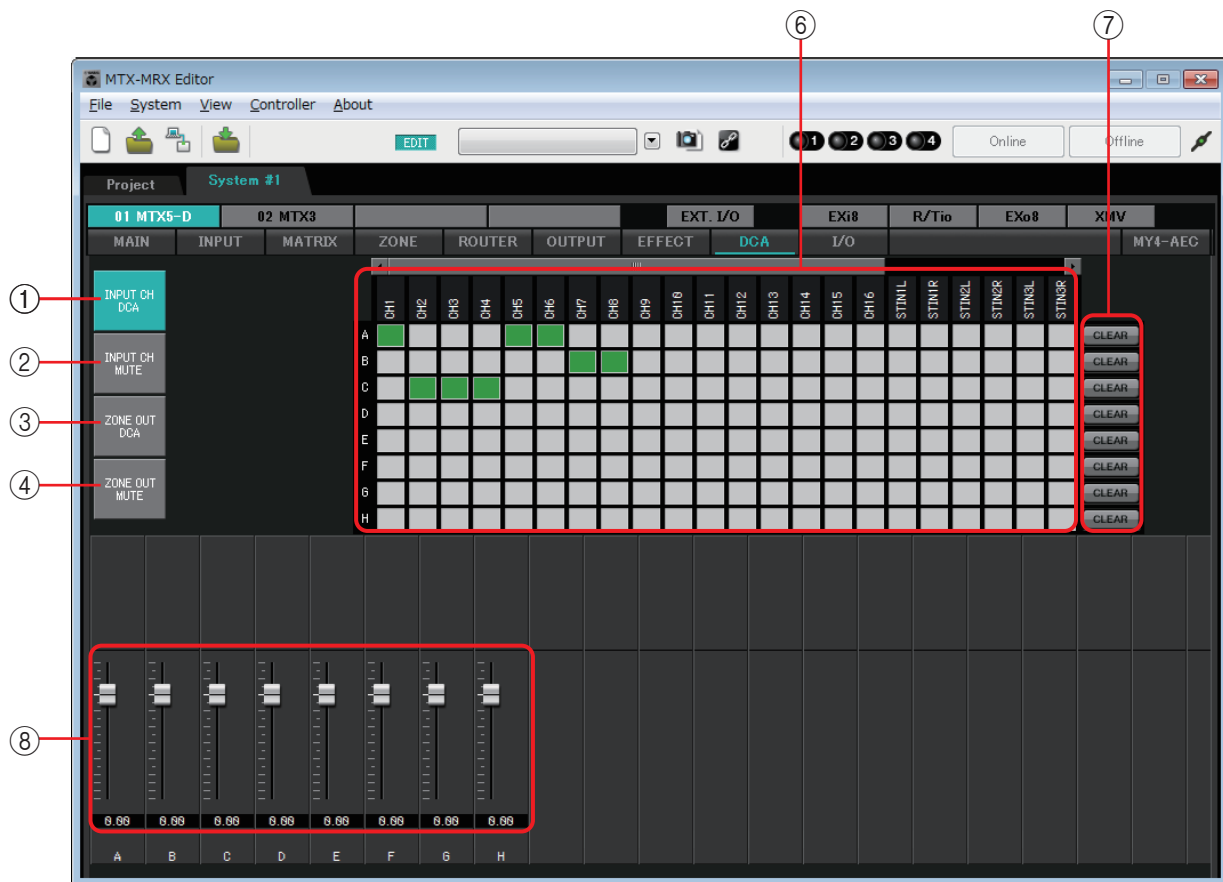 ⑥ ⑦
MTX-MRX Editor
File System View Controller About
EDIT 1 2 3 4 Online Offline
Project System #1
01 MTX5-D 02 MTX3 EXT. I/O EXi8 R/Tio EXo8 XMV
MAIN INPUT MATRIX ZONE ROUTER OUTPUT EFFECT DCA I/O MY4-AEC
① INPUT CH
DCA
② INPUT CH
MUTE
③ ZONE OUT
DCA
④ ZONE OUT
MUTE
CH1 CH2 CH3 CH4 CH5 CH6 CH7 CH8 CH9 CH10 CH11 CH12 CH13 CH14 CH15 CH16 STIN1L STIN1R STIN2L STIN2R STIN3L STIN3R
A CLEAR
B CLEAR
C CLEAR
D CLEAR
E CLEAR
F CLEAR
G CLEAR
H CLEAR
⑧
0.00 0.00 0.00 0.00 0.00 0.00 0.00 0.00
A B C D E F G H